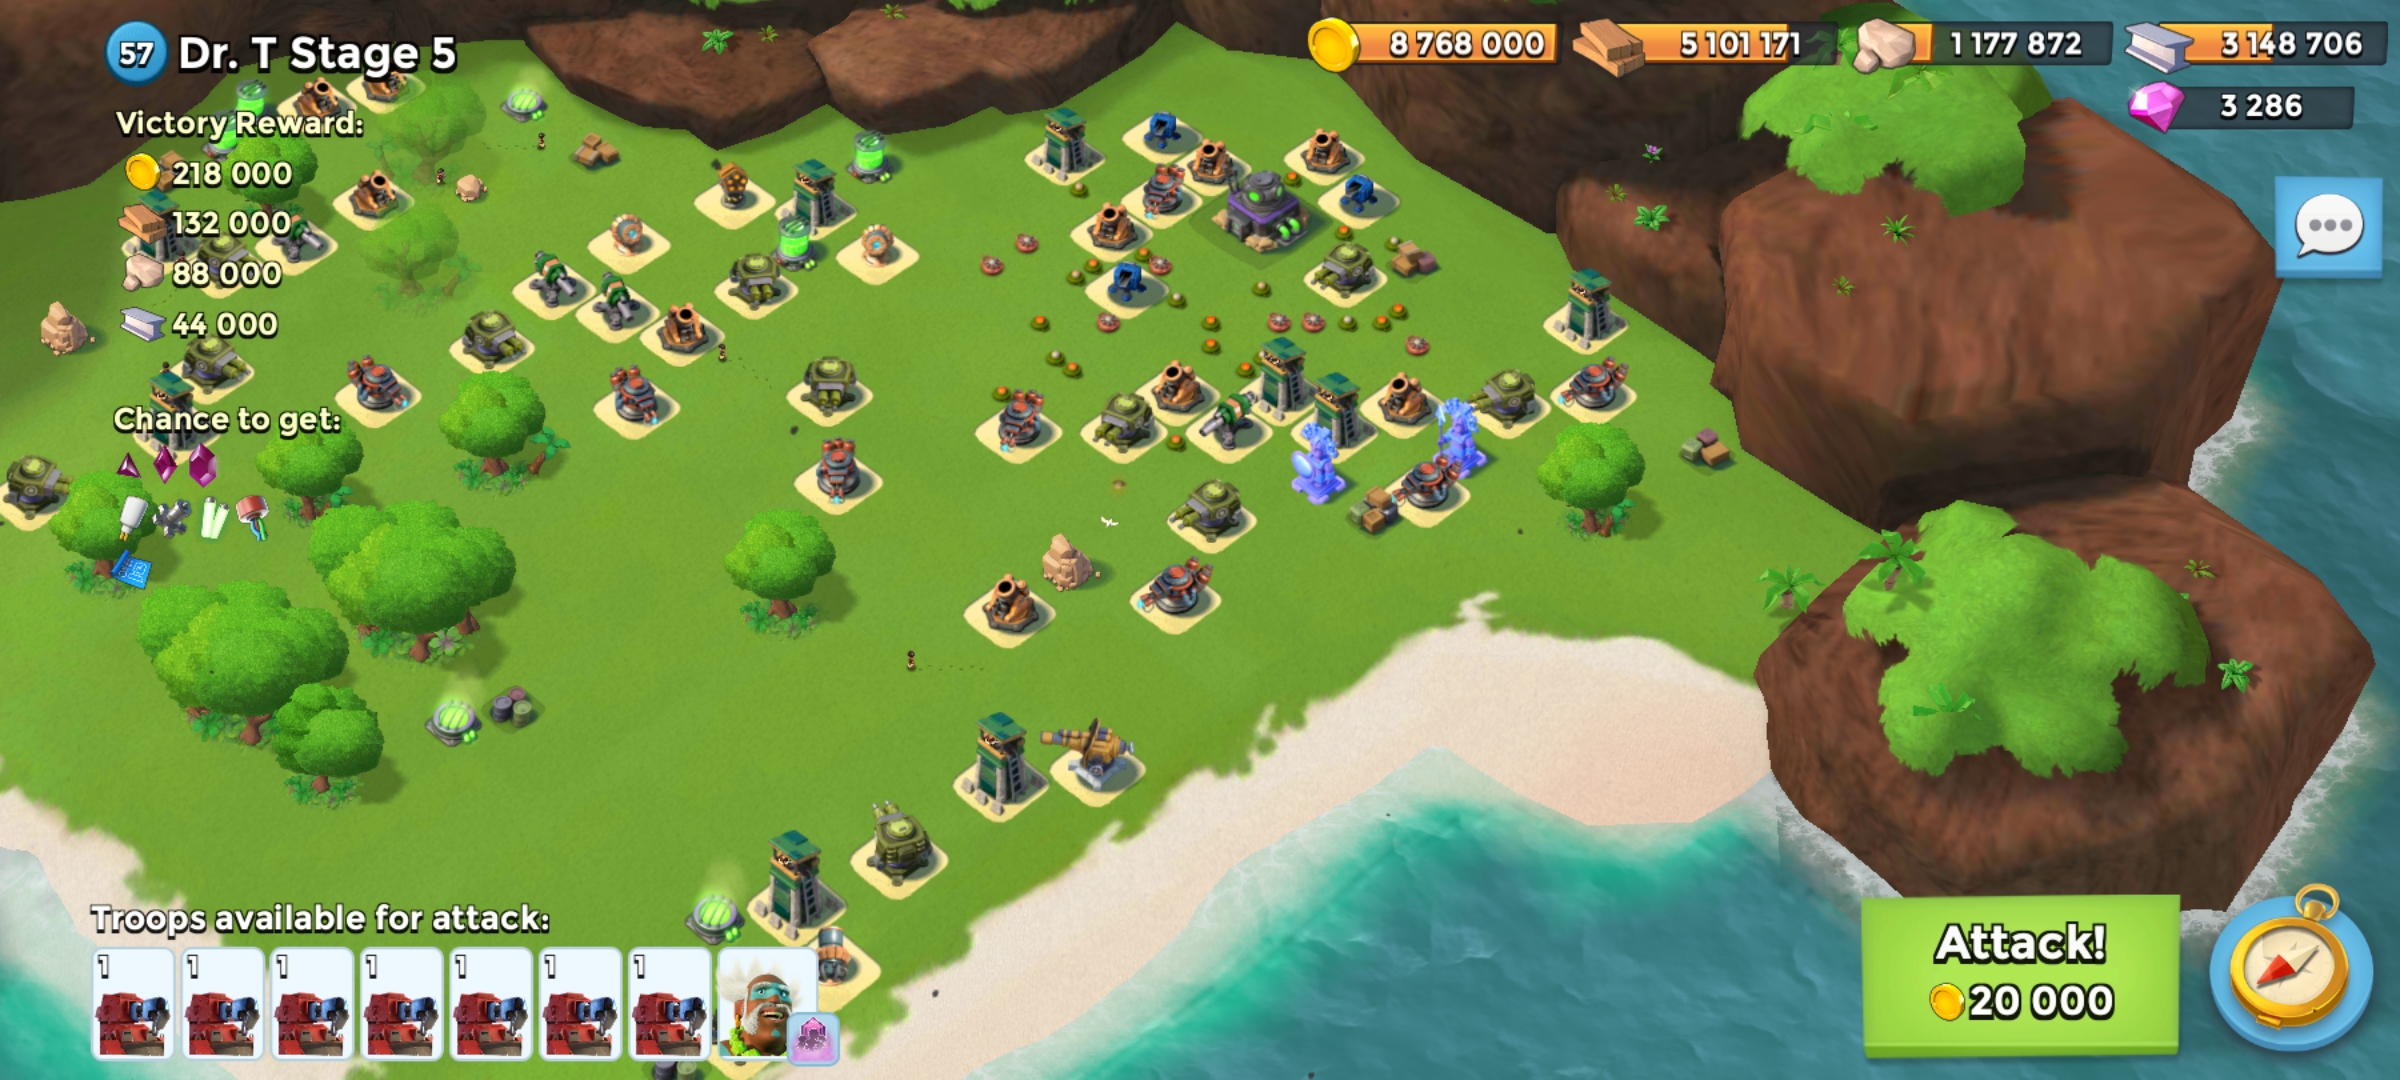 57 Dr. T Stage 5
8 768 000
5 101 171
1 177 872
3 148 706
3 286
Victory Reward:
218 000
132 000
88 000
44 000
Chance to get:
Troops available for attack:
1 1 1 1 1 1 1
Attack!
20 000